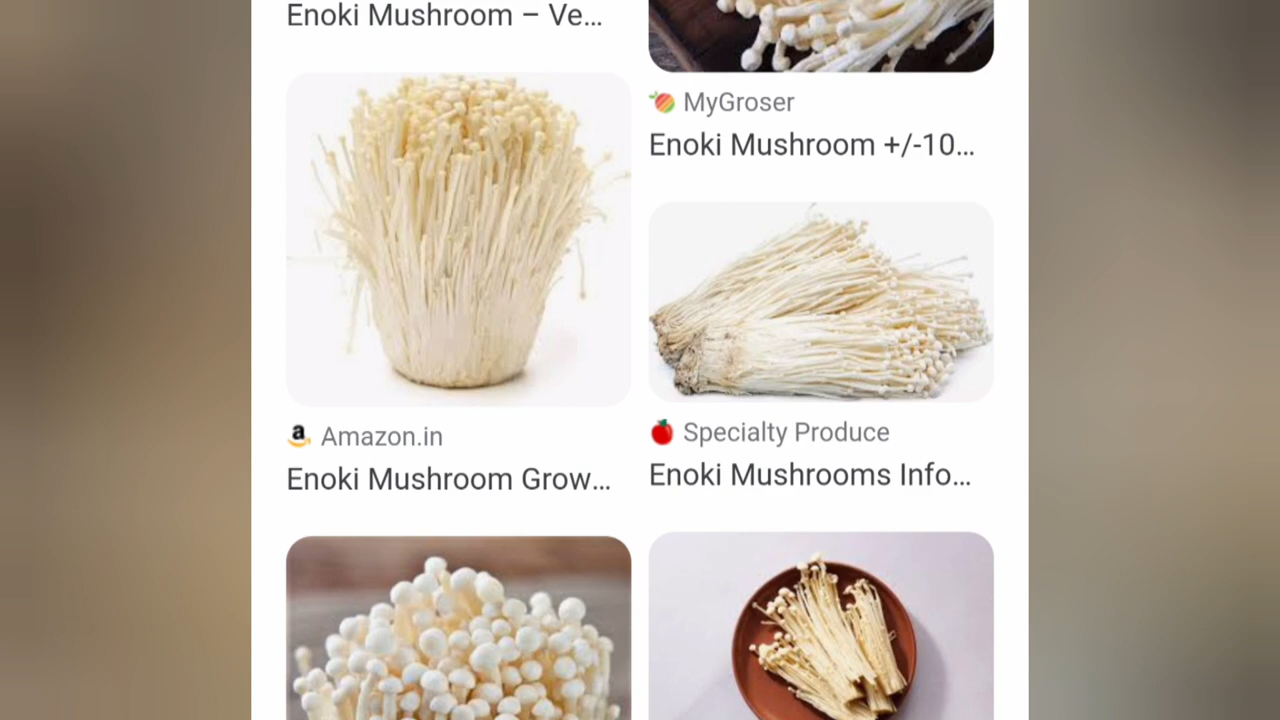 Enoki Mushroom – Ve...
MyGroser
Enoki Mushroom +/-10...
Amazon.in
Enoki Mushroom Grow...
Specialty Produce
Enoki Mushrooms Info...